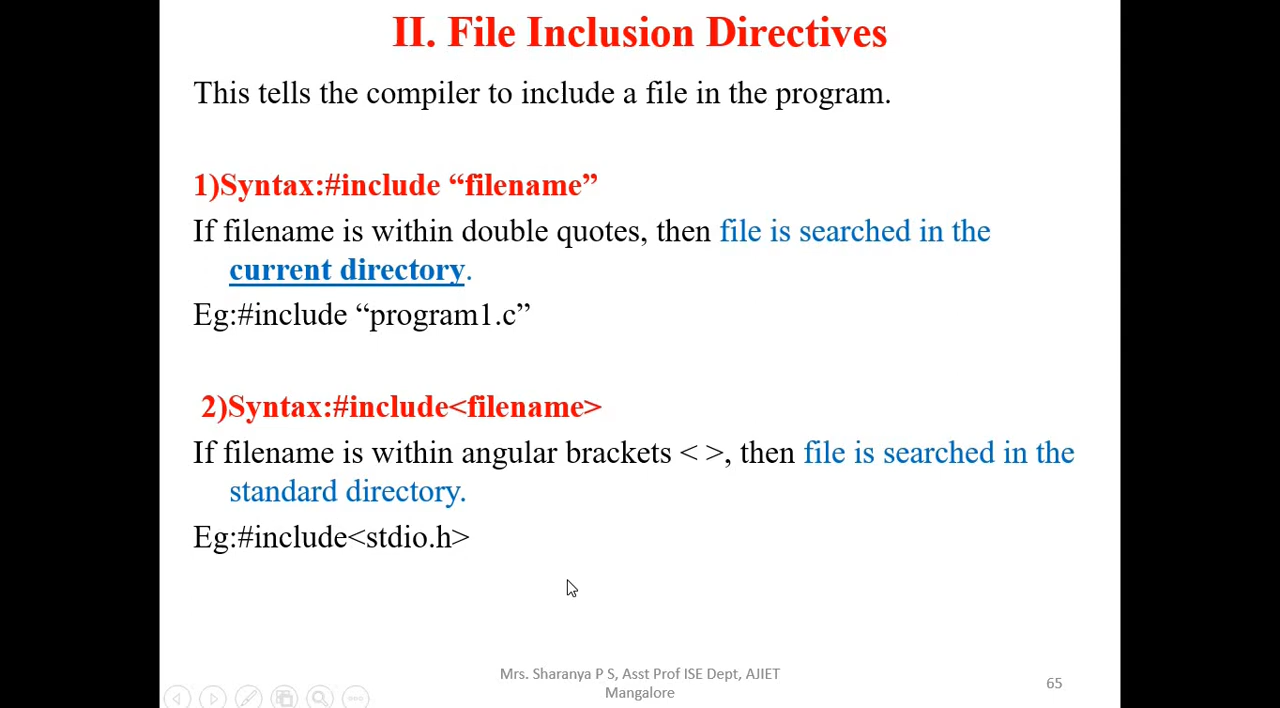 II. File Inclusion Directives
This tells the compiler to include a file in the program.
1)Syntax:#include “filename”
If filename is within double quotes, then file is searched in the
current directory.
Eg:#include “program1.c”
2)Syntax:#include<filename>
If filename is within angular brackets < >, then file is searched in the
standard directory.
Eg:#include<stdio.h>
Mrs. Sharanya P S, Asst Prof ISE Dept, AJIET
Mangalore
65